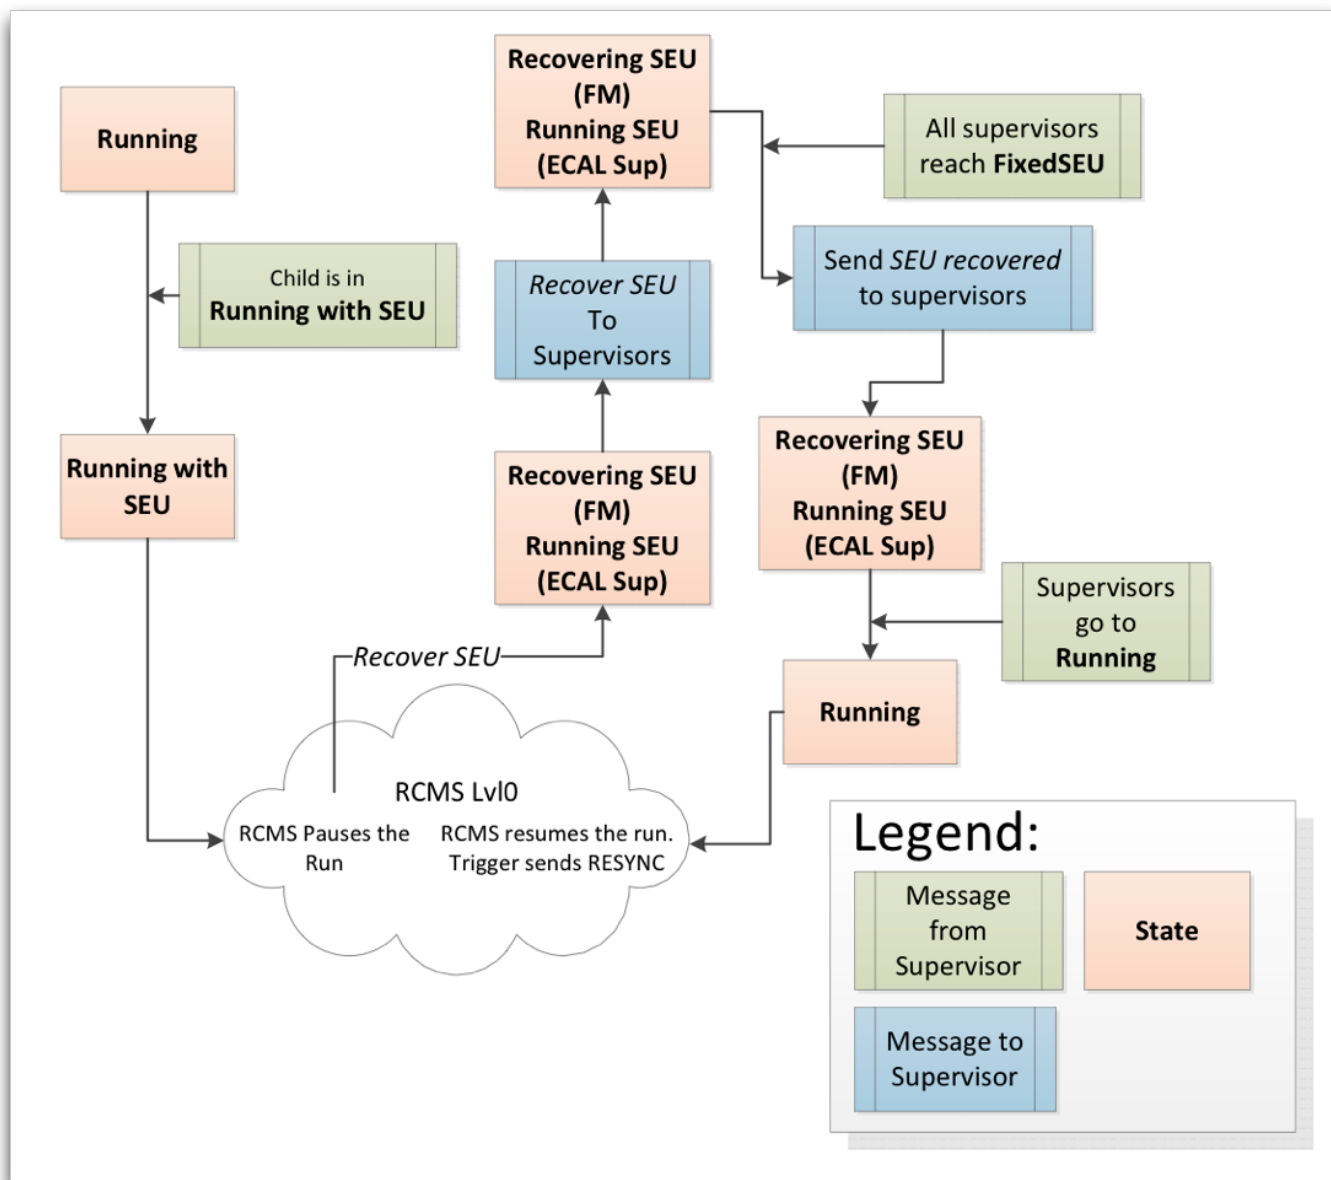 Running
Child is in
Running with SEU
Running with
SEU
Recovering SEU
(FM)
Running SEU
(ECAL Sup)
Recover SEU
To
Supervisors
Recovering SEU
(FM)
Running SEU
(ECAL Sup)
Recover SEU
All supervisors
reach FixedSEU
Send SEU recovered
to supervisors
Recovering SEU
(FM)
Running SEU
(ECAL Sup)
Supervisors
go to
Running
Running
RCMS Lvl0
RCMS Pauses the
Run
RCMS resumes the run.
Trigger sends RESYNC
Legend:
Message
from
Supervisor
State
Message to
Supervisor